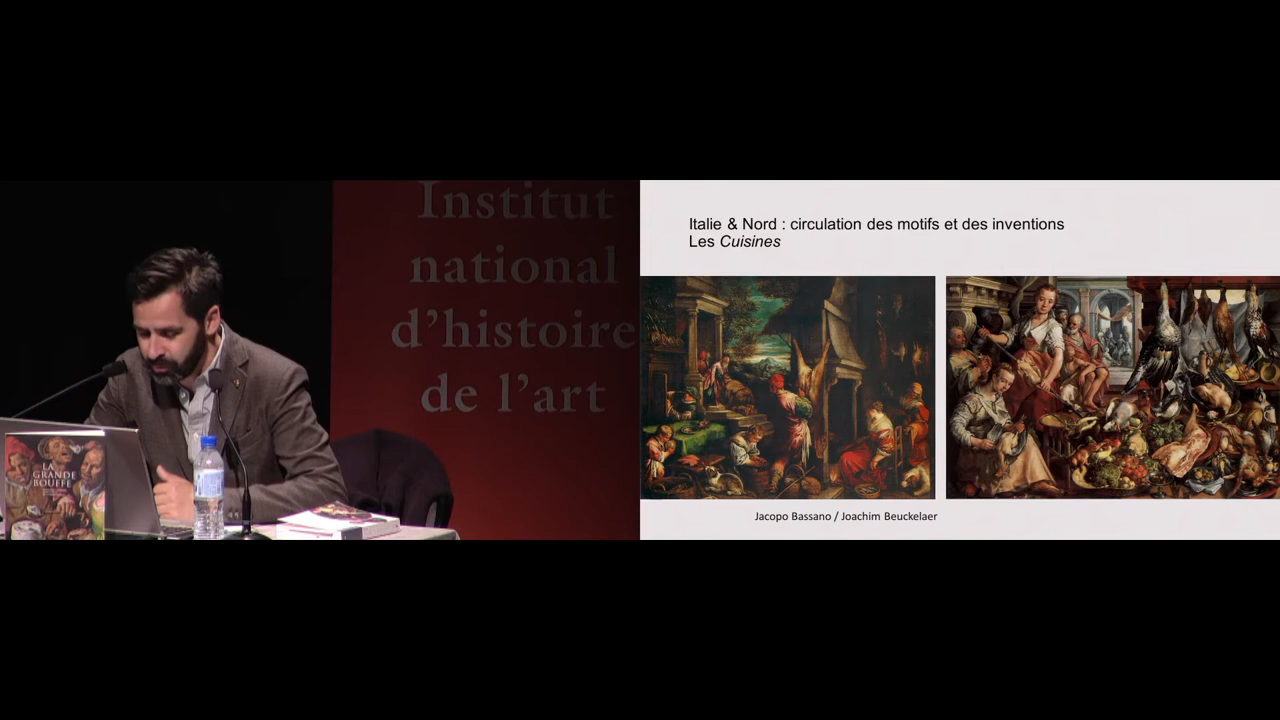 Institut
national
d'histoire
de l'art
LA
GRANDE
BOUFFE
Italie & Nord : circulation des motifs et des inventions
Les Cuisines
Jacopo Bassano / Joachim Beuckelaer